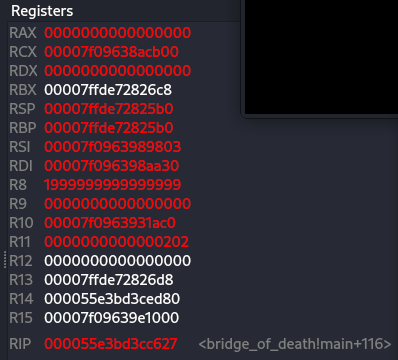 Registers
RAX 0000000000000000
RCX 00007f09638acb00
RDX 0000000000000000
RBX 00007ffde72826c8
RSP 00007ffde72825b0
RBP 00007ffde72825b0
RSI 00007f0963989803
RDI 00007f096398aa30
R8 1999999999999999
R9 0000000000000000
R10 00007f0963931ac0
R11 0000000000000202
R12 0000000000000000
R13 00007ffde72826d8
R14 000055e3bd3ced80
R15 00007f09639e1000
RIP 000055e3bd3cc627 <bridge_of_death!main+116>